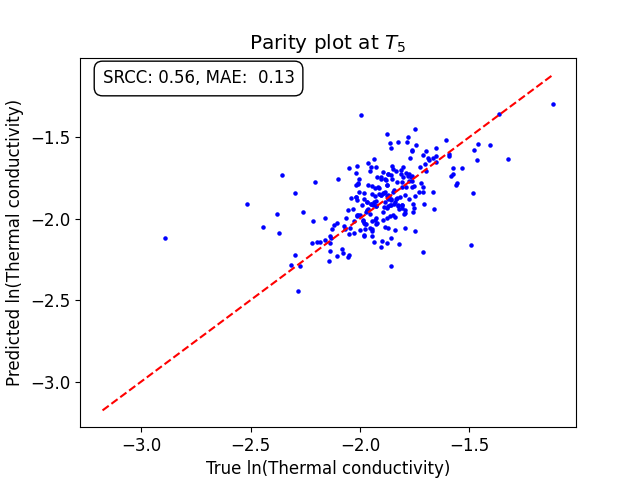 Parity plot at T5
SRCC: 0.56, MAE:  0.13
Predicted ln(Thermal conductivity)
−1.5
−2.0
−2.5
−3.0
−3.0 −2.5 −2.0 −1.5
True ln(Thermal conductivity)